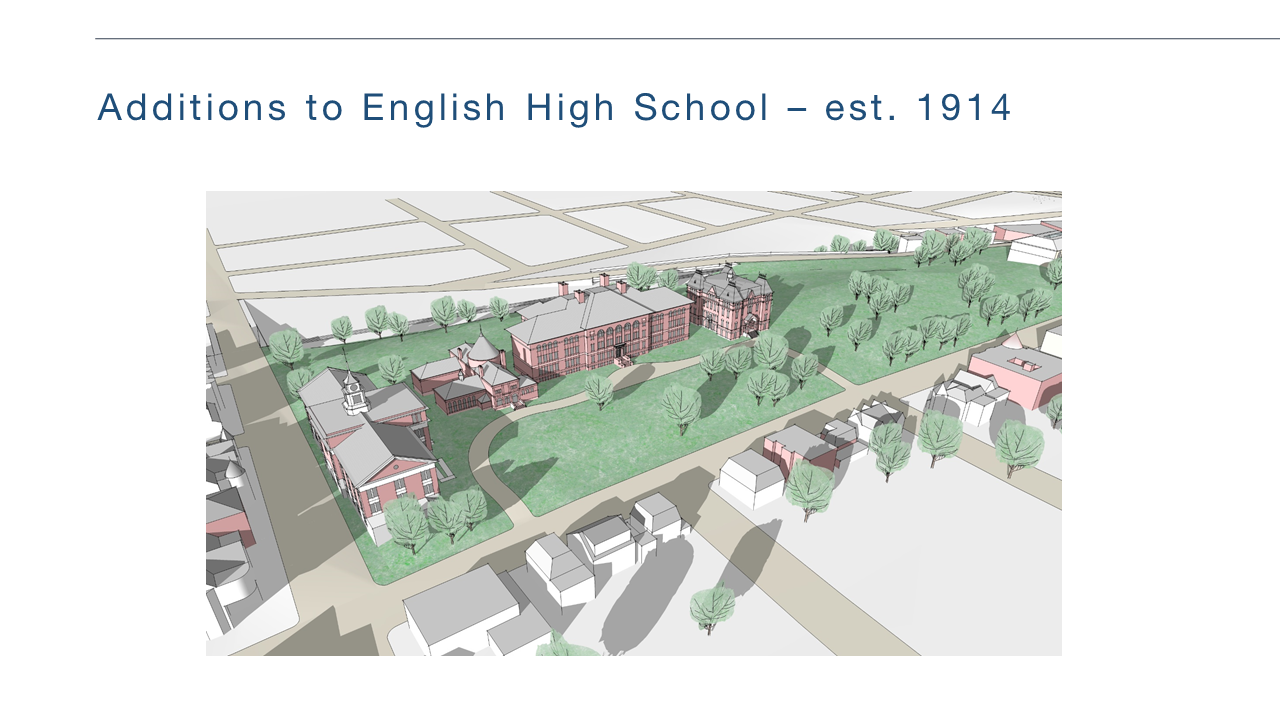 Additions to English High School – est. 1914